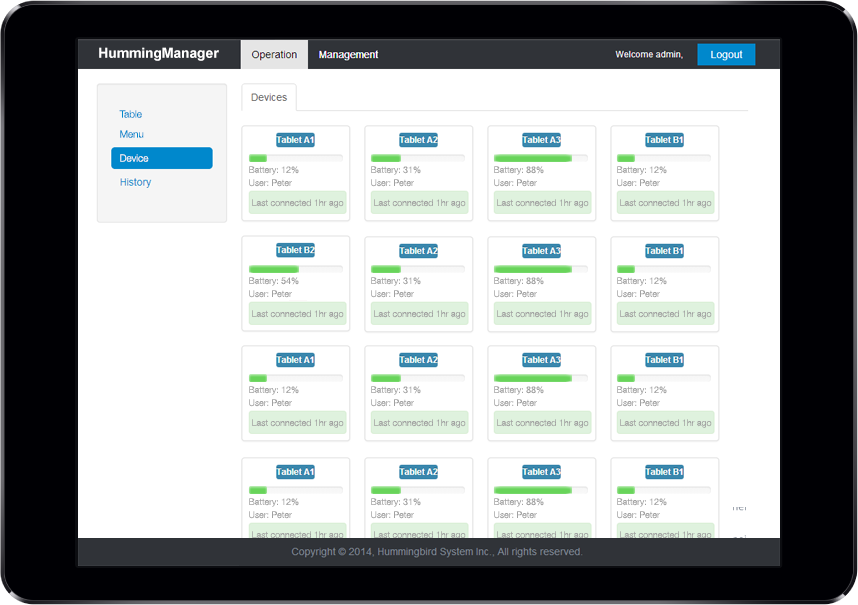 HummingManager Operation Management Welcome admin, Logout
Table
Menu
Device
History
Devices
Tablet A1 Tablet A2 Tablet A3 Tablet B1
Battery: 12% Battery: 31% Battery: 88% Battery: 12%
User: Peter User: Peter User: Peter User: Peter
Last connected 1hr ago Last connected 1hr ago Last connected 1hr ago Last connected 1hr ago
Tablet B2 Tablet A2 Tablet A3 Tablet B1
Battery: 54% Battery: 31% Battery: 88% Battery: 12%
User: Peter User: Peter User: Peter User: Peter
Last connected 1hr ago Last connected 1hr ago Last connected 1hr ago Last connected 1hr ago
Tablet A1 Tablet A2 Tablet A3 Tablet B1
Battery: 12% Battery: 31% Battery: 88% Battery: 12%
User: Peter User: Peter User: Peter User: Peter
Last connected 1hr ago Last connected 1hr ago Last connected 1hr ago Last connected 1hr ago
Tablet A1 Tablet A2 Tablet A3 Tablet B1
Battery: 12% Battery: 31% Battery: 88% Battery: 12%
User: Peter User: Peter User: Peter User: Peter
Last connected 1hr ago Last connected 1hr ago Last connected 1hr ago Last connected 1hr ago
Copyright © 2014, Hummingbird System Inc., All rights reserved.